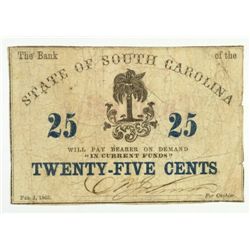 The Bank of the
STATE OF SOUTH CAROLINA
25 25
WILL PAY BEARER ON DEMAND
"IN CURRENT FUNDS"
TWENTY-FIVE CENTS
Feb. 1, 1863.
For Cashier